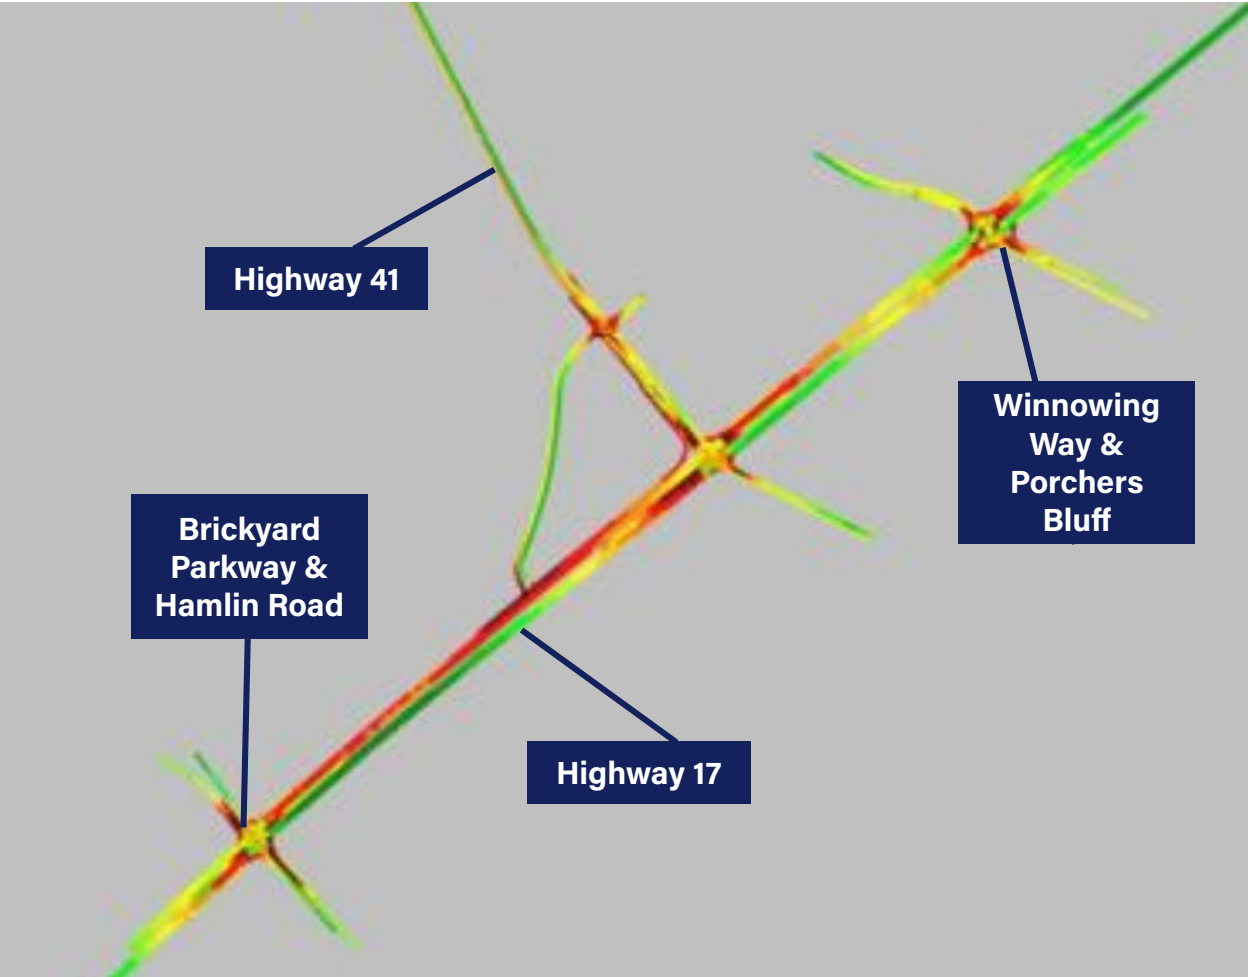 Highway 41
Winnowing
Way &
Porchers
Bluff
Brickyard
Parkway &
Hamlin Road
Highway 17